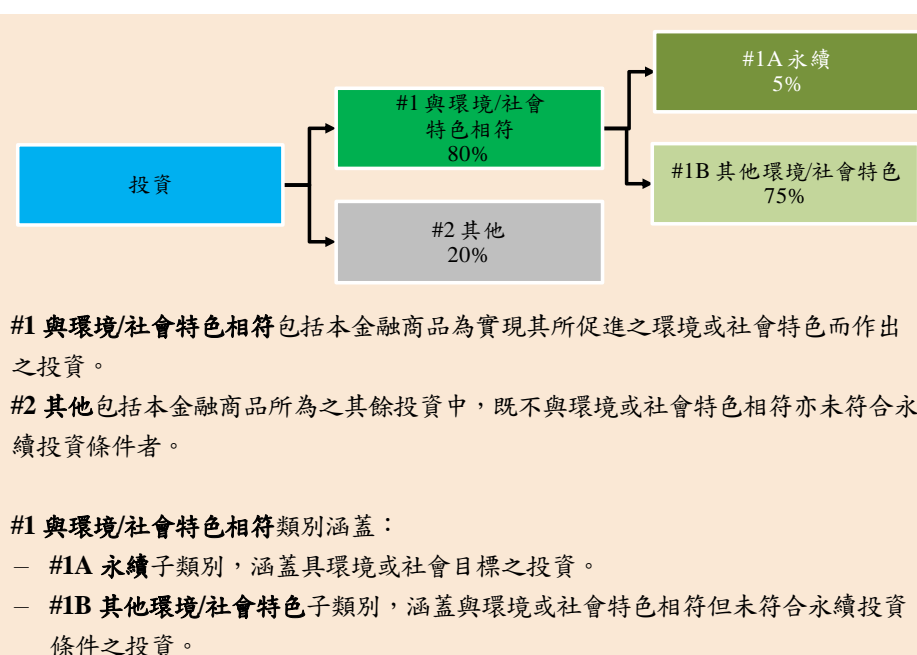 #1A 永續
5%
#1 與環境/社會
特色相符
80%
投資
#1B 其他環境/社會特色
75%
#2 其他
20%
#1 與環境/社會特色相符包括本金融商品為實現其所促進之環境或社會特色而作出
之投資。
#2 其他包括本金融商品所為之其餘投資中，既不與環境或社會特色相符亦未符合永
續投資條件者。
#1 與環境/社會特色相符類別涵蓋：
– #1A 永續子類別，涵蓋具環境或社會目標之投資。
– #1B 其他環境/社會特色子類別，涵蓋與環境或社會特色相符但未符合永續投資
條件之投資。